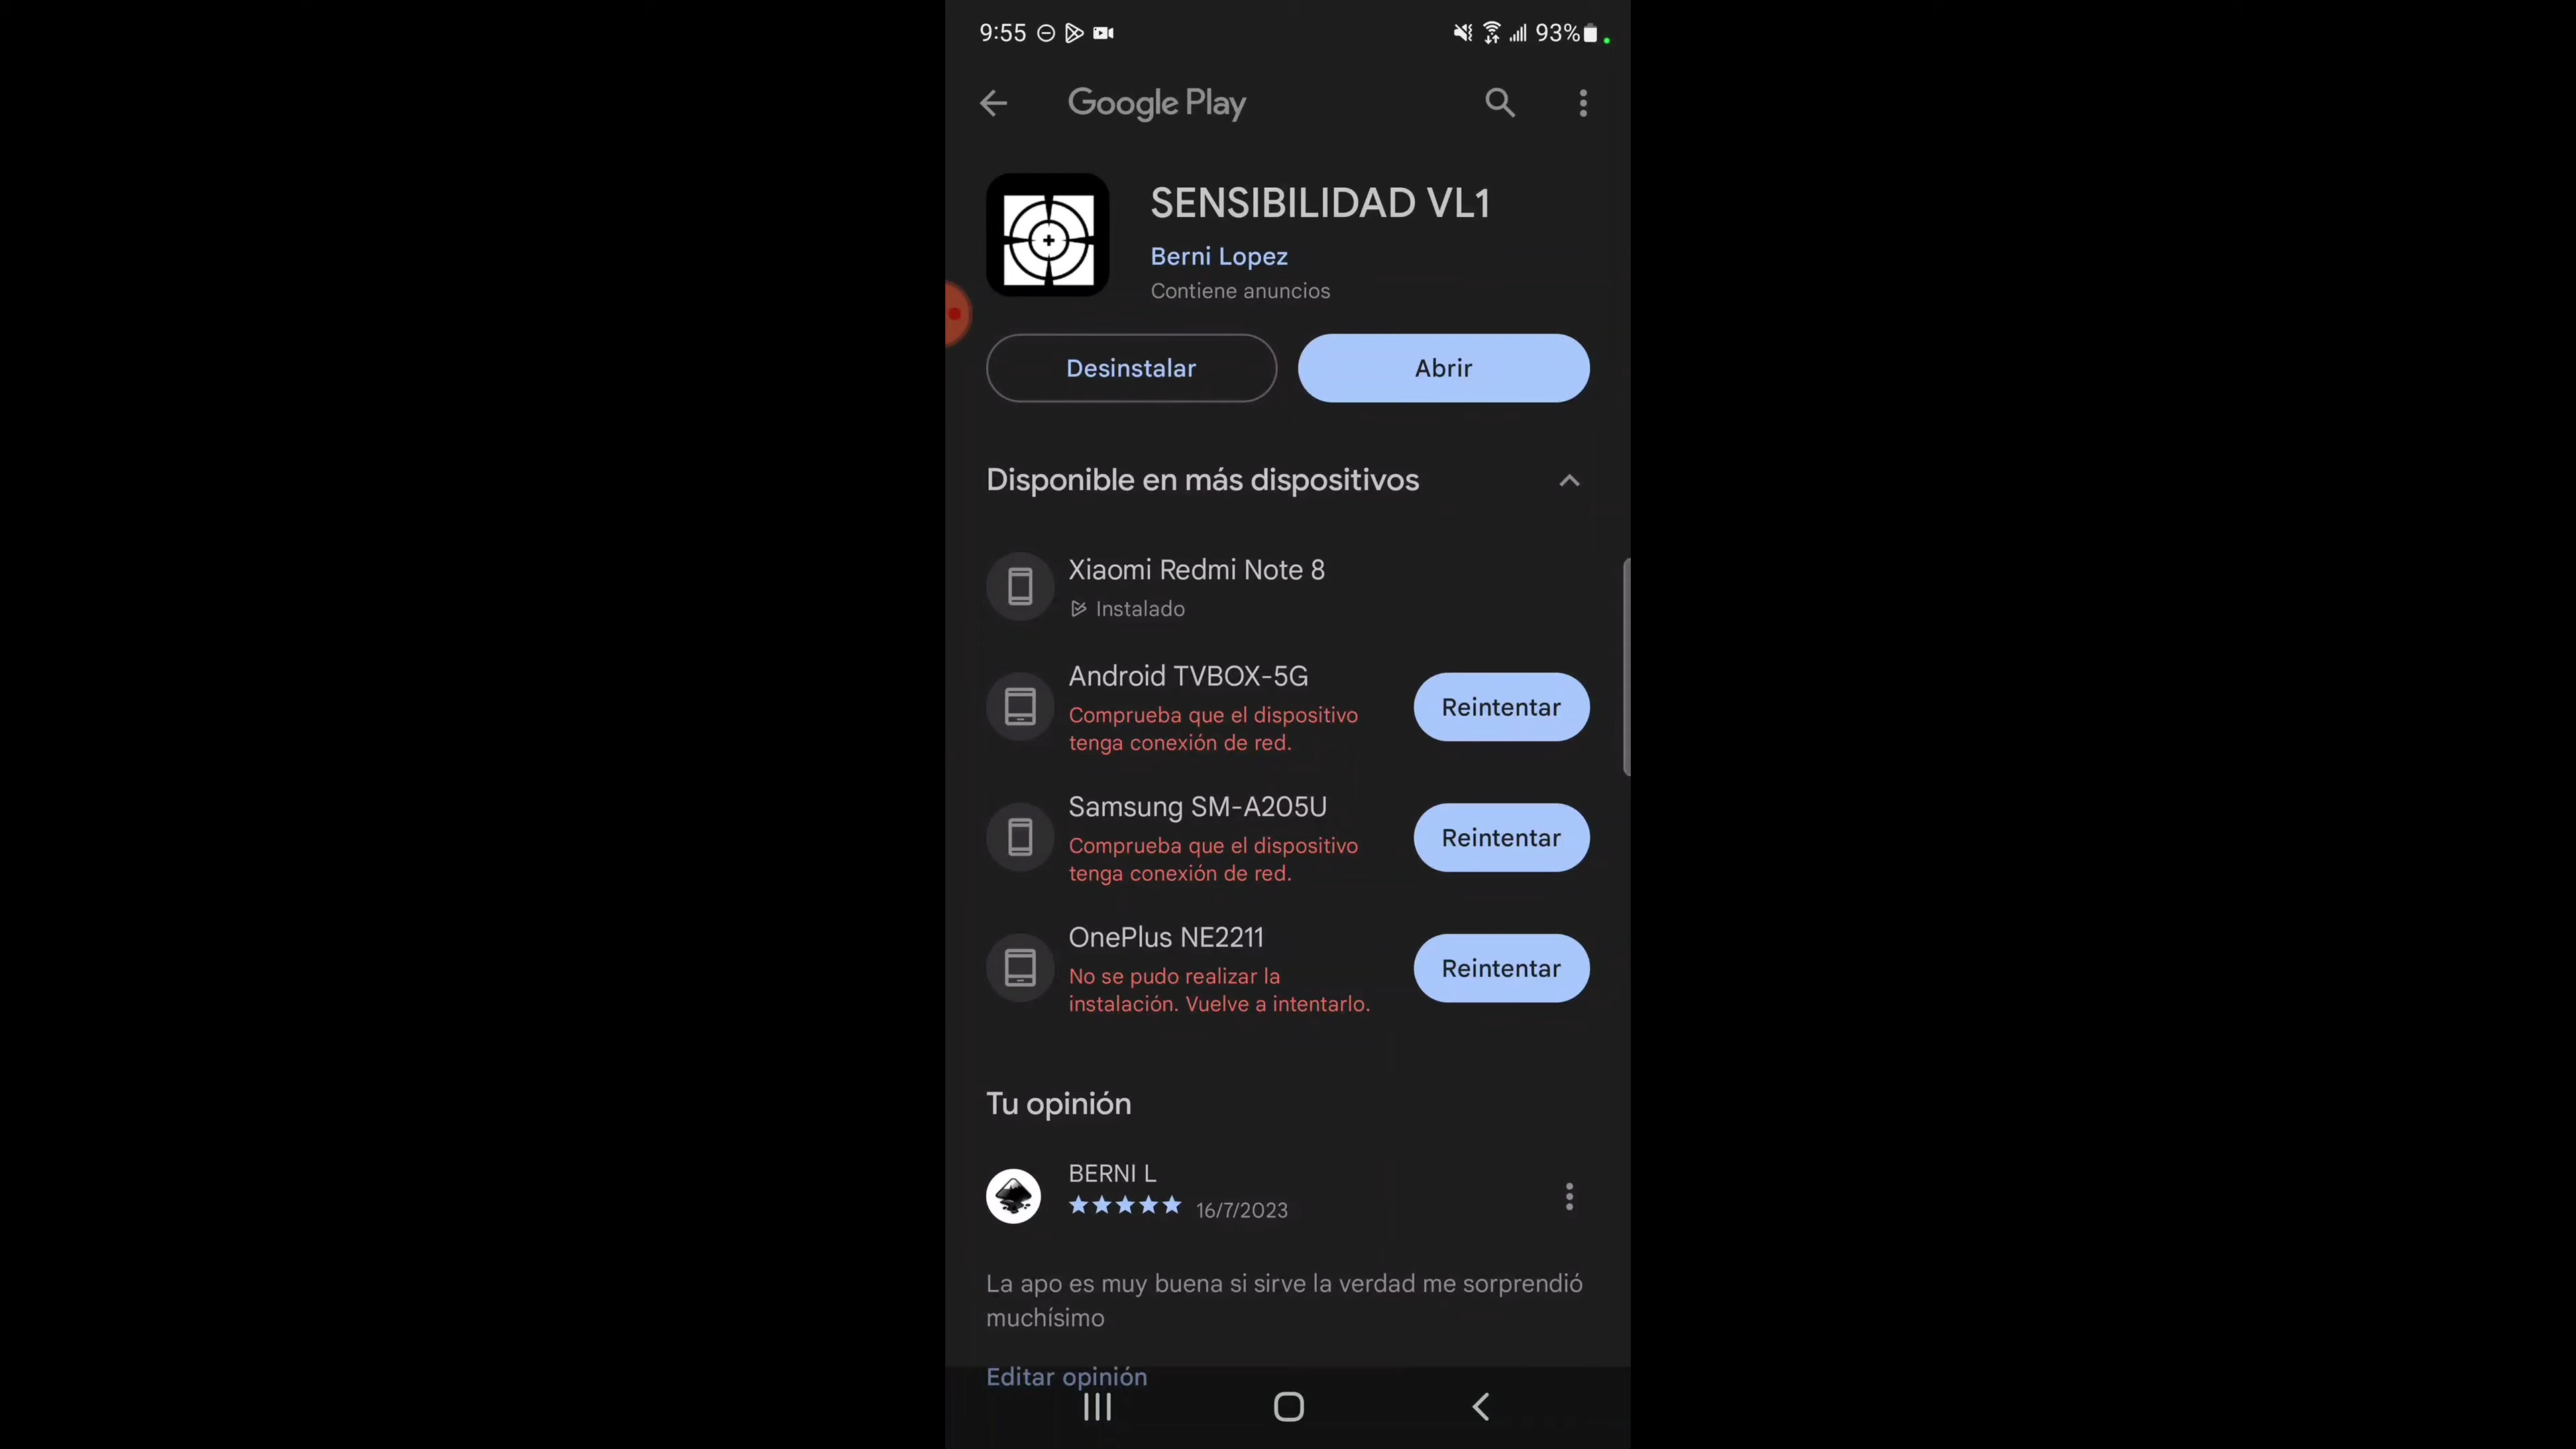 9:55 93%
Google Play
SENSIBILIDAD VL1
Berni Lopez
Contiene anuncios
Desinstalar Abrir
Disponible en más dispositivos
Xiaomi Redmi Note 8
Instalado
Android TVBOX-5G
Comprueba que el dispositivo
tenga conexión de red.
Reintentar
Samsung SM-A205U
Comprueba que el dispositivo
tenga conexión de red.
Reintentar
OnePlus NE2211
No se pudo realizar la
instalación. Vuelve a intentarlo.
Reintentar
Tu opinión
BERNI L
16/7/2023
La apo es muy buena si sirve la verdad me sorprendió
muchísimo
Editar opinión